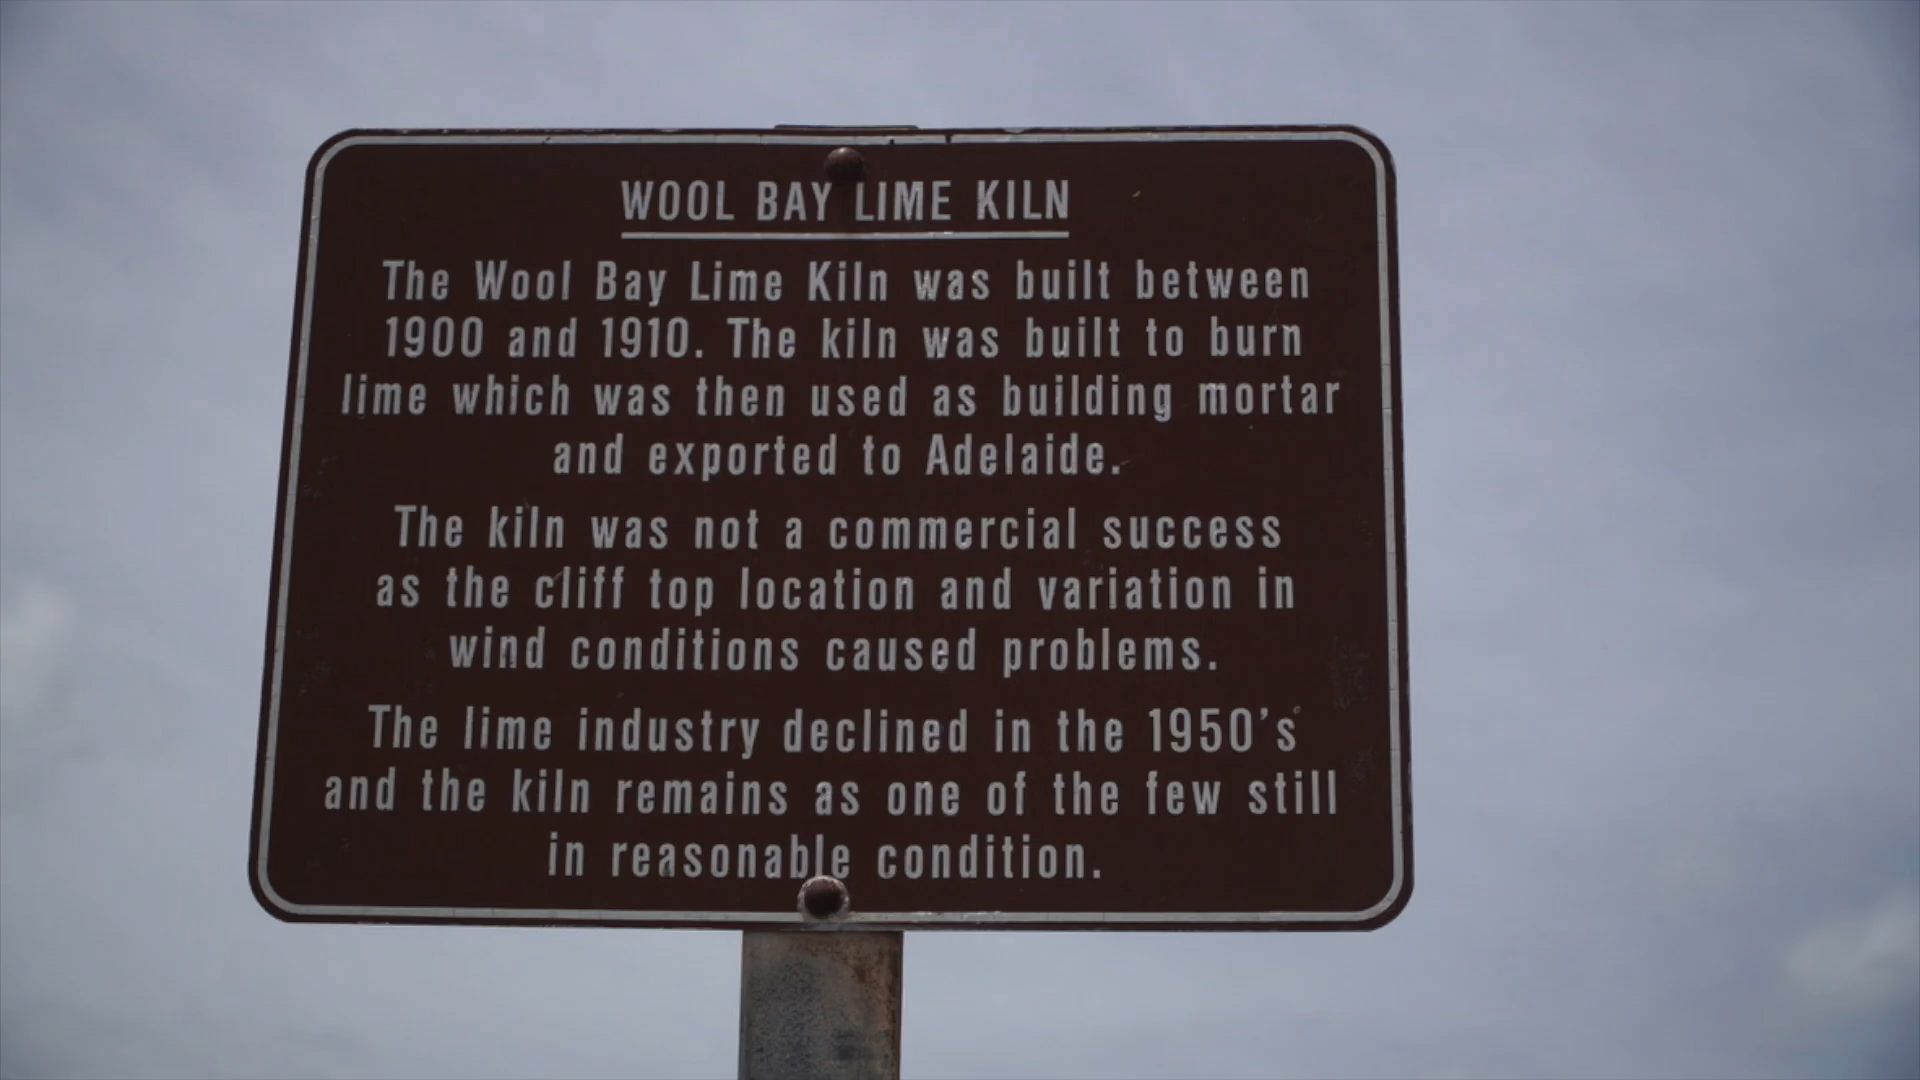 WOOL BAY LIME KILN
The Wool Bay Lime Kiln was built between
1900 and 1910. The kiln was built to burn
lime which was then used as building mortar
and exported to Adelaide.
The kiln was not a commercial success
as the cliff top location and variation in
wind conditions caused problems.
The lime industry declined in the 1950's
and the kiln remains as one of the few still
in reasonable condition.